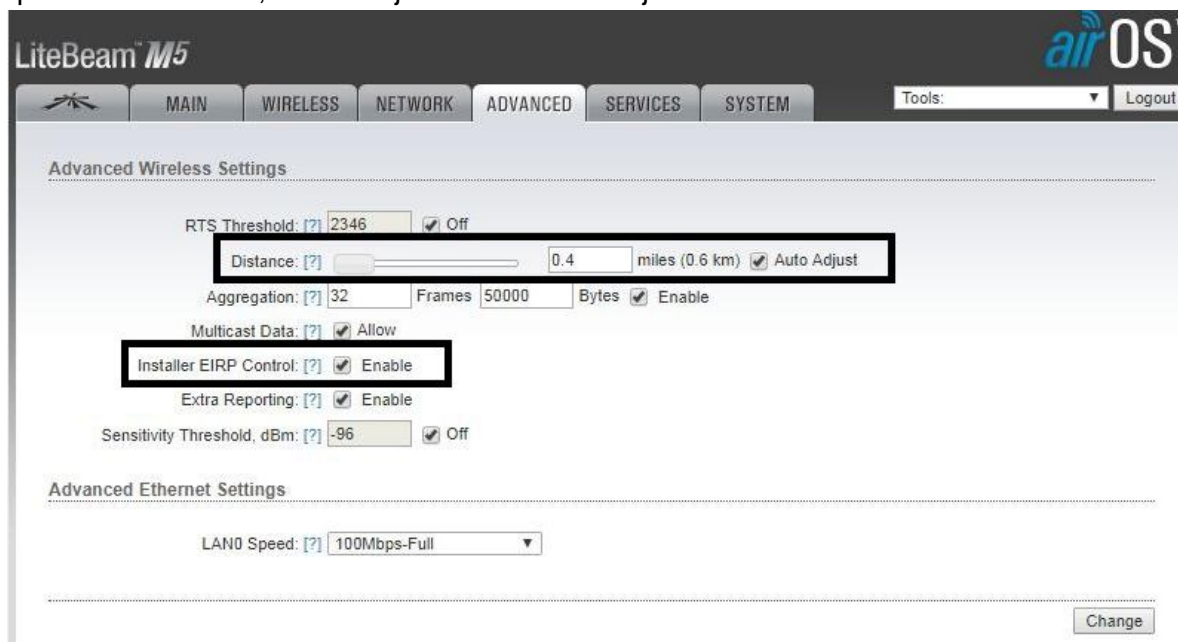 LiteBeam™ M5
airOS
MAIN WIRELESS NETWORK ADVANCED SERVICES SYSTEM Tools: Logout
Advanced Wireless Settings
RTS Threshold: [?] 2346 Off
Distance: [?] 0.4 miles (0.6 km) Auto Adjust
Aggregation: [?] 32 Frames 50000 Bytes Enable
Multicast Data: [?] Allow
Installer EIRP Control: [?] Enable
Extra Reporting: [?] Enable
Sensitivity Threshold, dBm: [?] -96 Off
Advanced Ethernet Settings
LAN0 Speed: [?] 100Mbps-Full
Change